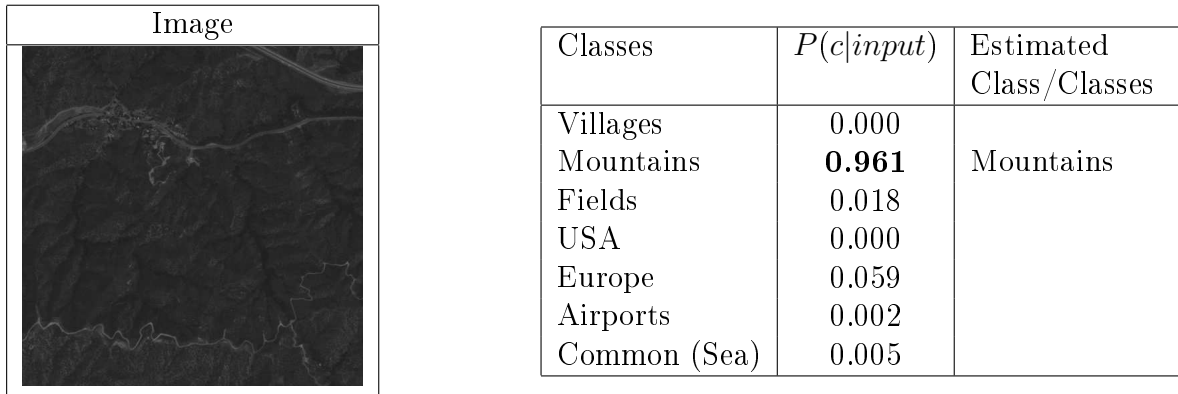 Image
Classes P(c|input) Estimated
Class/Classes
Villages 0.000
Mountains 0.961 Mountains
Fields 0.018
USA 0.000
Europe 0.059
Airports 0.002
Common (Sea) 0.005